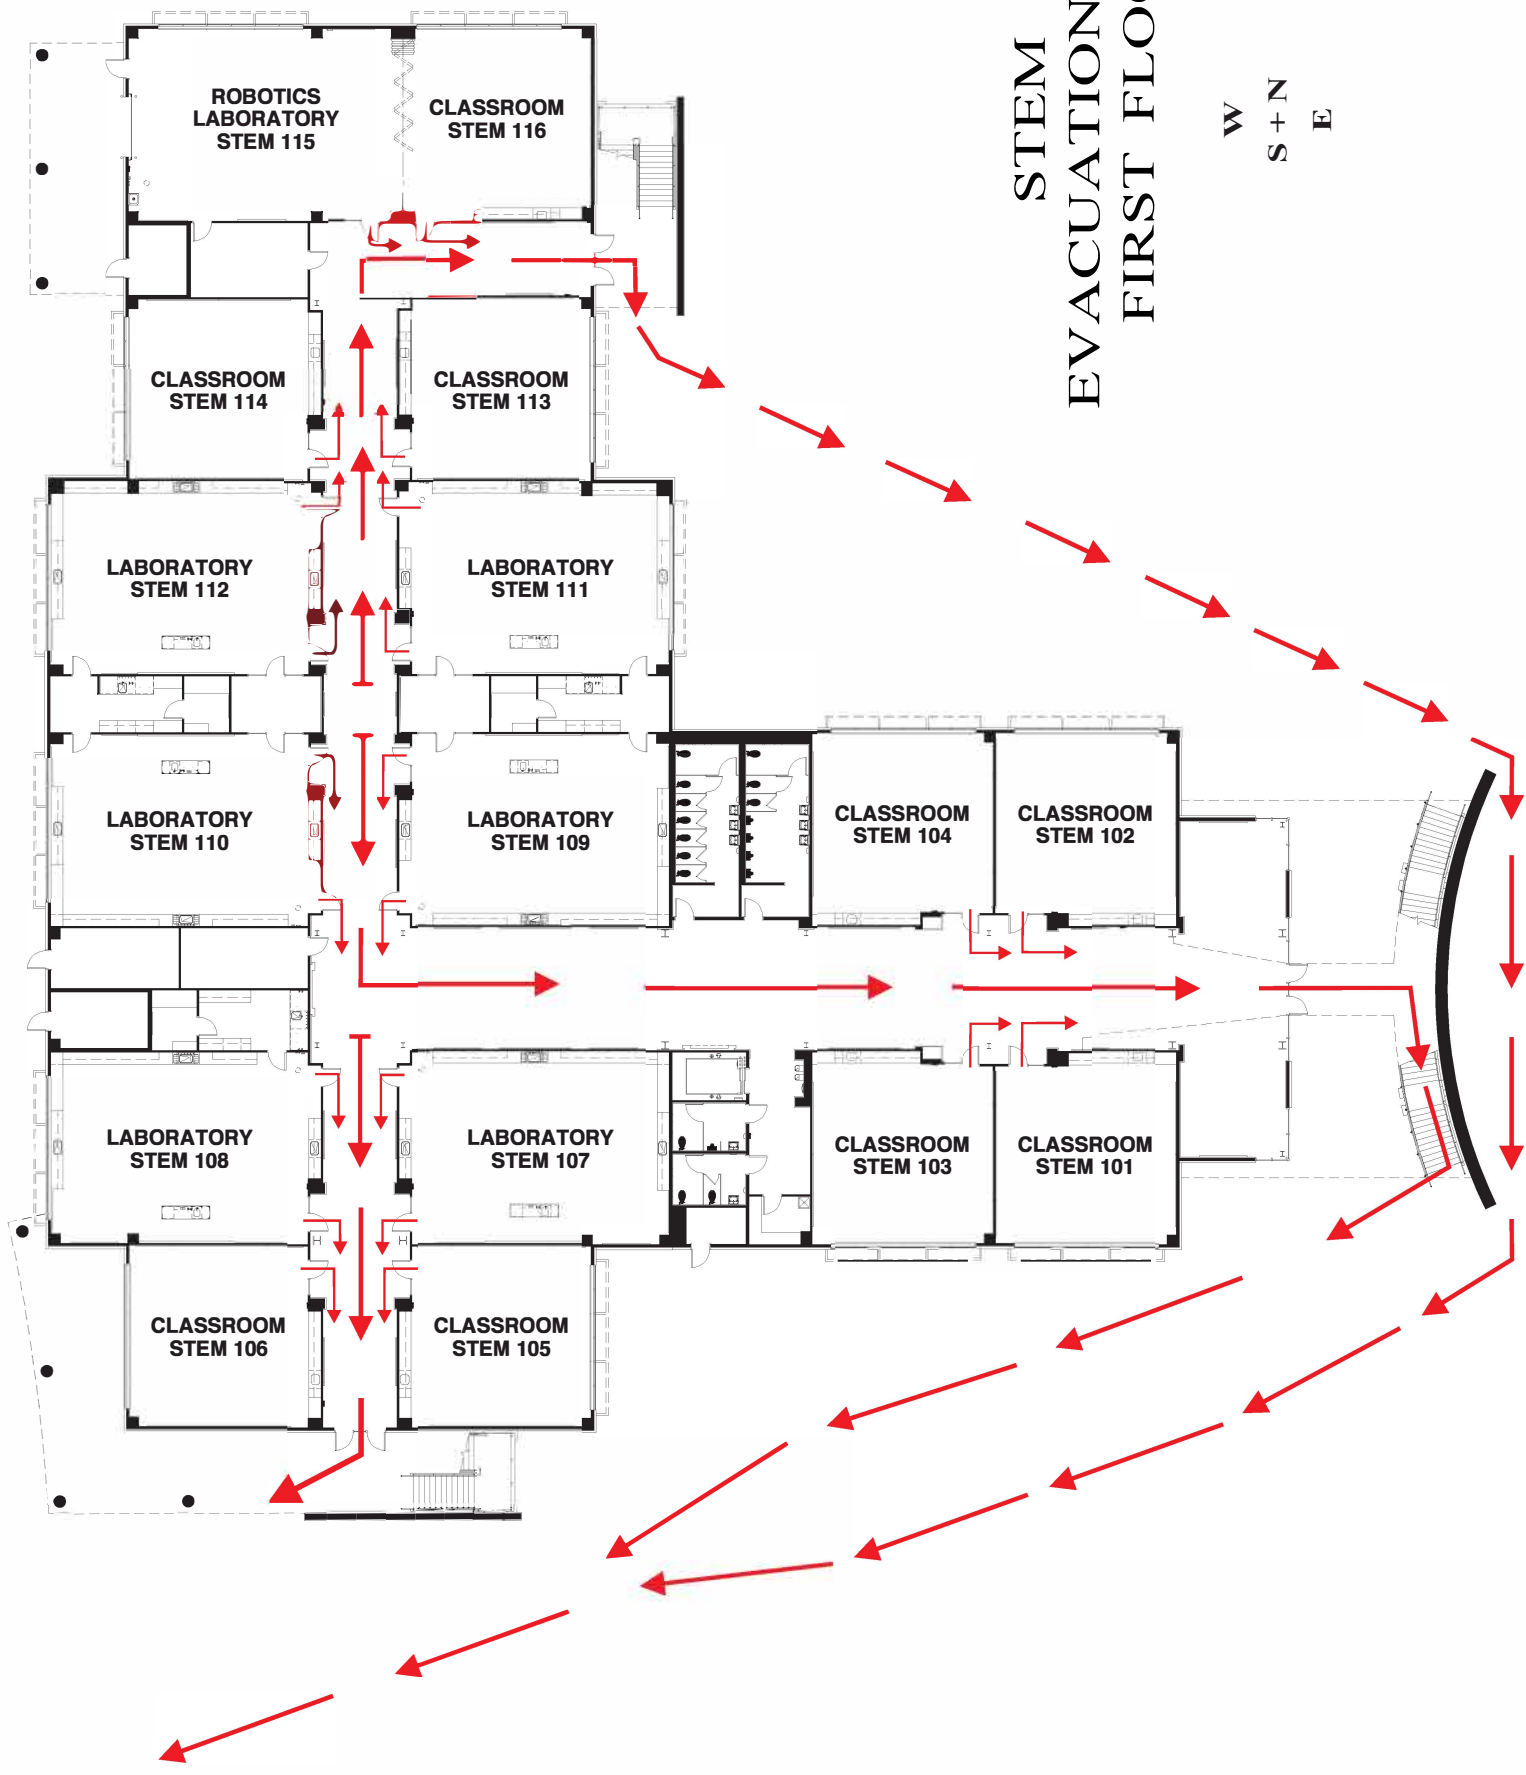 STEM
EVACUATION
FIRST
W
S+N
E
ROBOTICS
LABORATORY
STEM 115
CLASSROOM
STEM 116
CLASSROOM
STEM 114
CLASSROOM
STEM 113
LABORATORY
STEM 112
LABORATORY
STEM 111
LABORATORY
STEM 110
LABORATORY
STEM 109
CLASSROOM
STEM 104
CLASSROOM
STEM 102
LABORATORY
STEM 108
LABORATORY
STEM 107
CLASSROOM
STEM 103
CLASSROOM
STEM 101
CLASSROOM
STEM 106
CLASSROOM
STEM 105